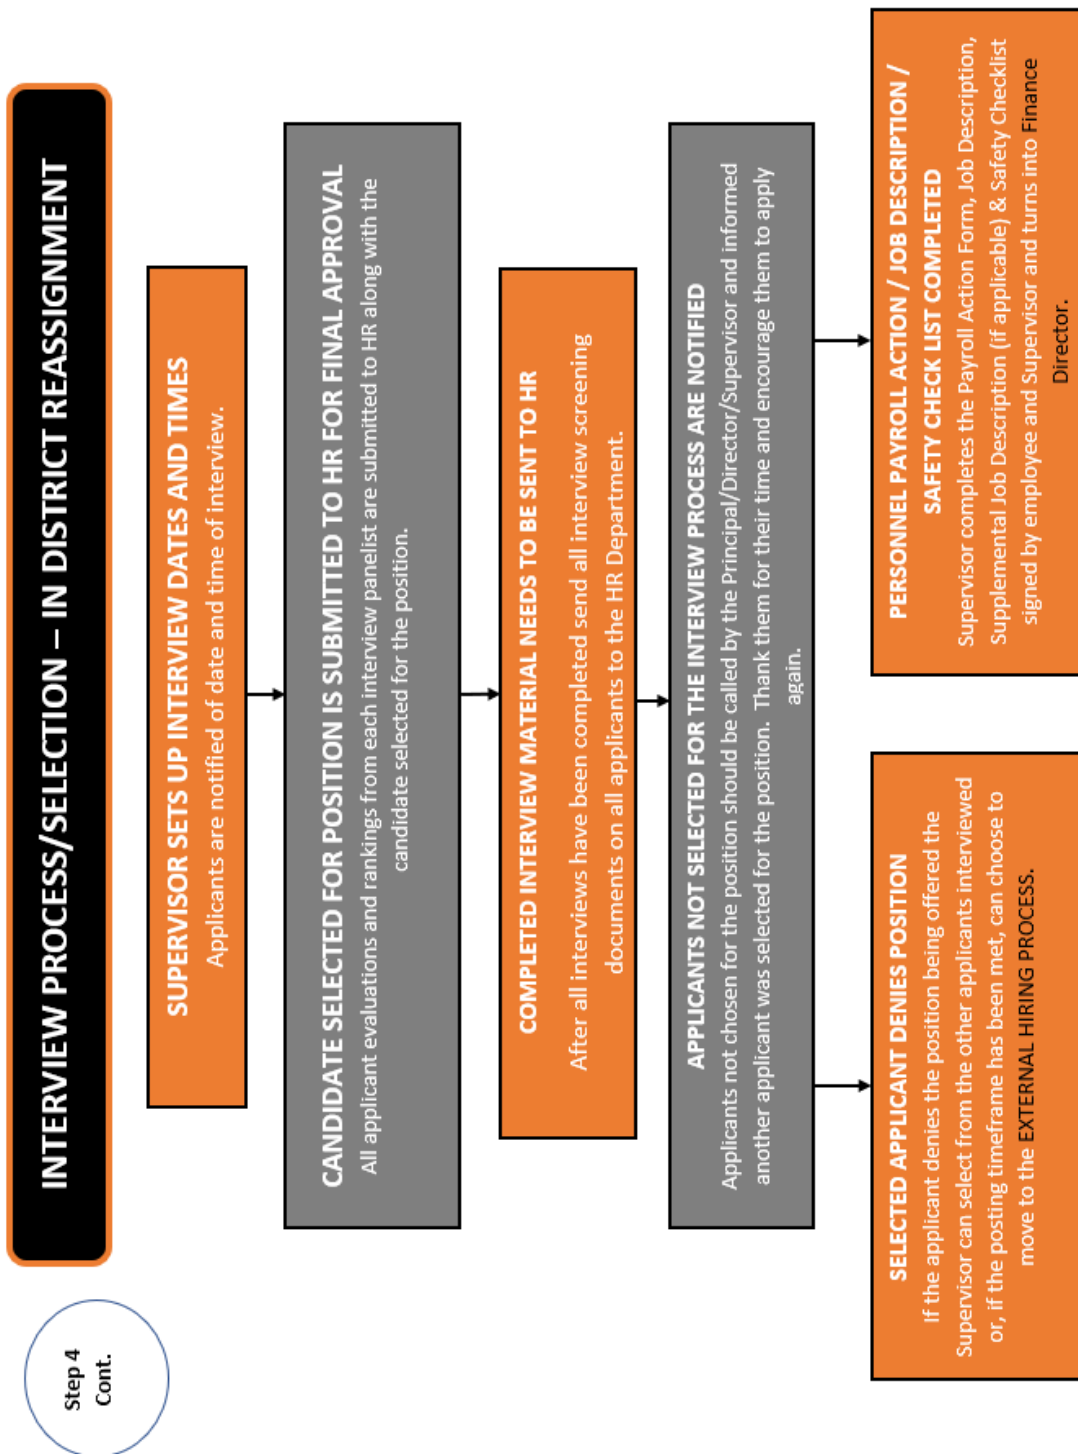 Step 4
Cont.
INTERVIEW PROCESS/SELECTION – IN DISTRICT REASSIGNMENT
SUPERVISOR SETS UP INTERVIEW DATES AND TIMES
Applicants are notified of date and time of interview.
CANDIDATE SELECTED FOR POSITION IS SUBMITTED TO HR FOR FINAL APPROVAL
All applicant evaluations and rankings from each interview panelist are submitted to HR along with the
candidate selected for the position.
COMPLETED INTERVIEW MATERIAL NEEDS TO BE SENT TO HR
After all interviews have been completed send all interview screening
documents on all applicants to the HR Department.
APPLICANTS NOT SELECTED FOR THE INTERVIEW PROCESS ARE NOTIFIED
Applicants not chosen for the position should be called by the Principal/Director/Supervisor and informed
another applicant was selected for the position. Thank them for their time and encourage them to apply
again.
SELECTED APPLICANT DENIES POSITION
If the applicant denies the position being offered the
Supervisor can select from the other applicants interviewed
or, if the posting timeframe has been met, can choose to
move to the EXTERNAL HIRING PROCESS.
PERSONNEL PAYROLL ACTION / JOB DESCRIPTION /
SAFETY CHECK LIST COMPLETED
Supervisor completes the Payroll Action Form, Job Description,
Supplemental Job Description (if applicable) & Safety Checklist
signed by employee and Supervisor and turns into Finance
Director.